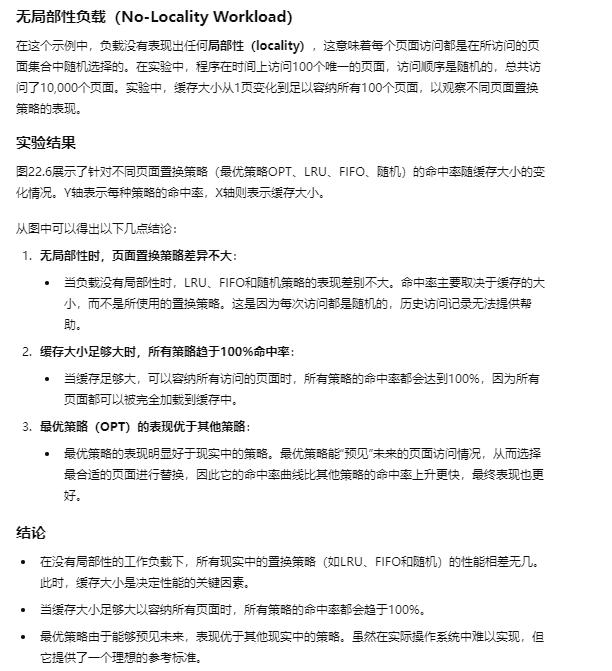 无局部性负载（No-Locality Workload）
在这个示例中，负载没有表现出任何局部性（locality），这意味着每个页面访问都是在所访问的页
面集合中随机选择的。在实验中，程序在时间上访问100个唯一的页面，访问顺序是随机的，总共访
问了10,000个页面。实验中，缓存大小从1页变化到足以容纳所有100个页面，以观察不同页面置换
策略的表现。
实验结果
图22.6展示了针对不同页面置换策略（最优策略OPT、LRU、FIFO、随机）的命中率随缓存大小的变
化情况。Y轴表示每种策略的命中率，X轴则表示缓存大小。
从图中可以得出以下几点结论：
1. 无局部性时，页面置换策略差异不大：
• 当负载没有局部性时，LRU、FIFO和随机策略的表现差别不大。命中率主要取决于缓存的大
小，而不是所使用的置换策略。这是因为每次访问都是随机的，历史访问记录无法提供帮
助。
2. 缓存大小足够大时，所有策略趋于100%命中率：
• 当缓存足够大，可以容纳所有访问的页面时，所有策略的命中率都会达到100%，因为所有
页面都可以被完全加载到缓存中。
3. 最优策略（OPT）的表现优于其他策略：
• 最优策略的表现明显好于现实中的策略。最优策略能“预见”未来的页面访问情况，从而选择
最合适的页面进行替换，因此它的命中率曲线比其他策略的命中率上升更快，最终表现也更
好。
结论
• 在没有局部性的工作负载下，所有现实中的置换策略（如LRU、FIFO和随机）的性能相差无几。
此时，缓存大小是决定性能的关键因素。
• 当缓存大小足够大以容纳所有页面时，所有策略的命中率都会趋于100%。
• 最优策略由于能够预见未来，表现优于其他现实中的策略。虽然在实际操作系统中难以实现，但
它提供了一个理想的参考标准。